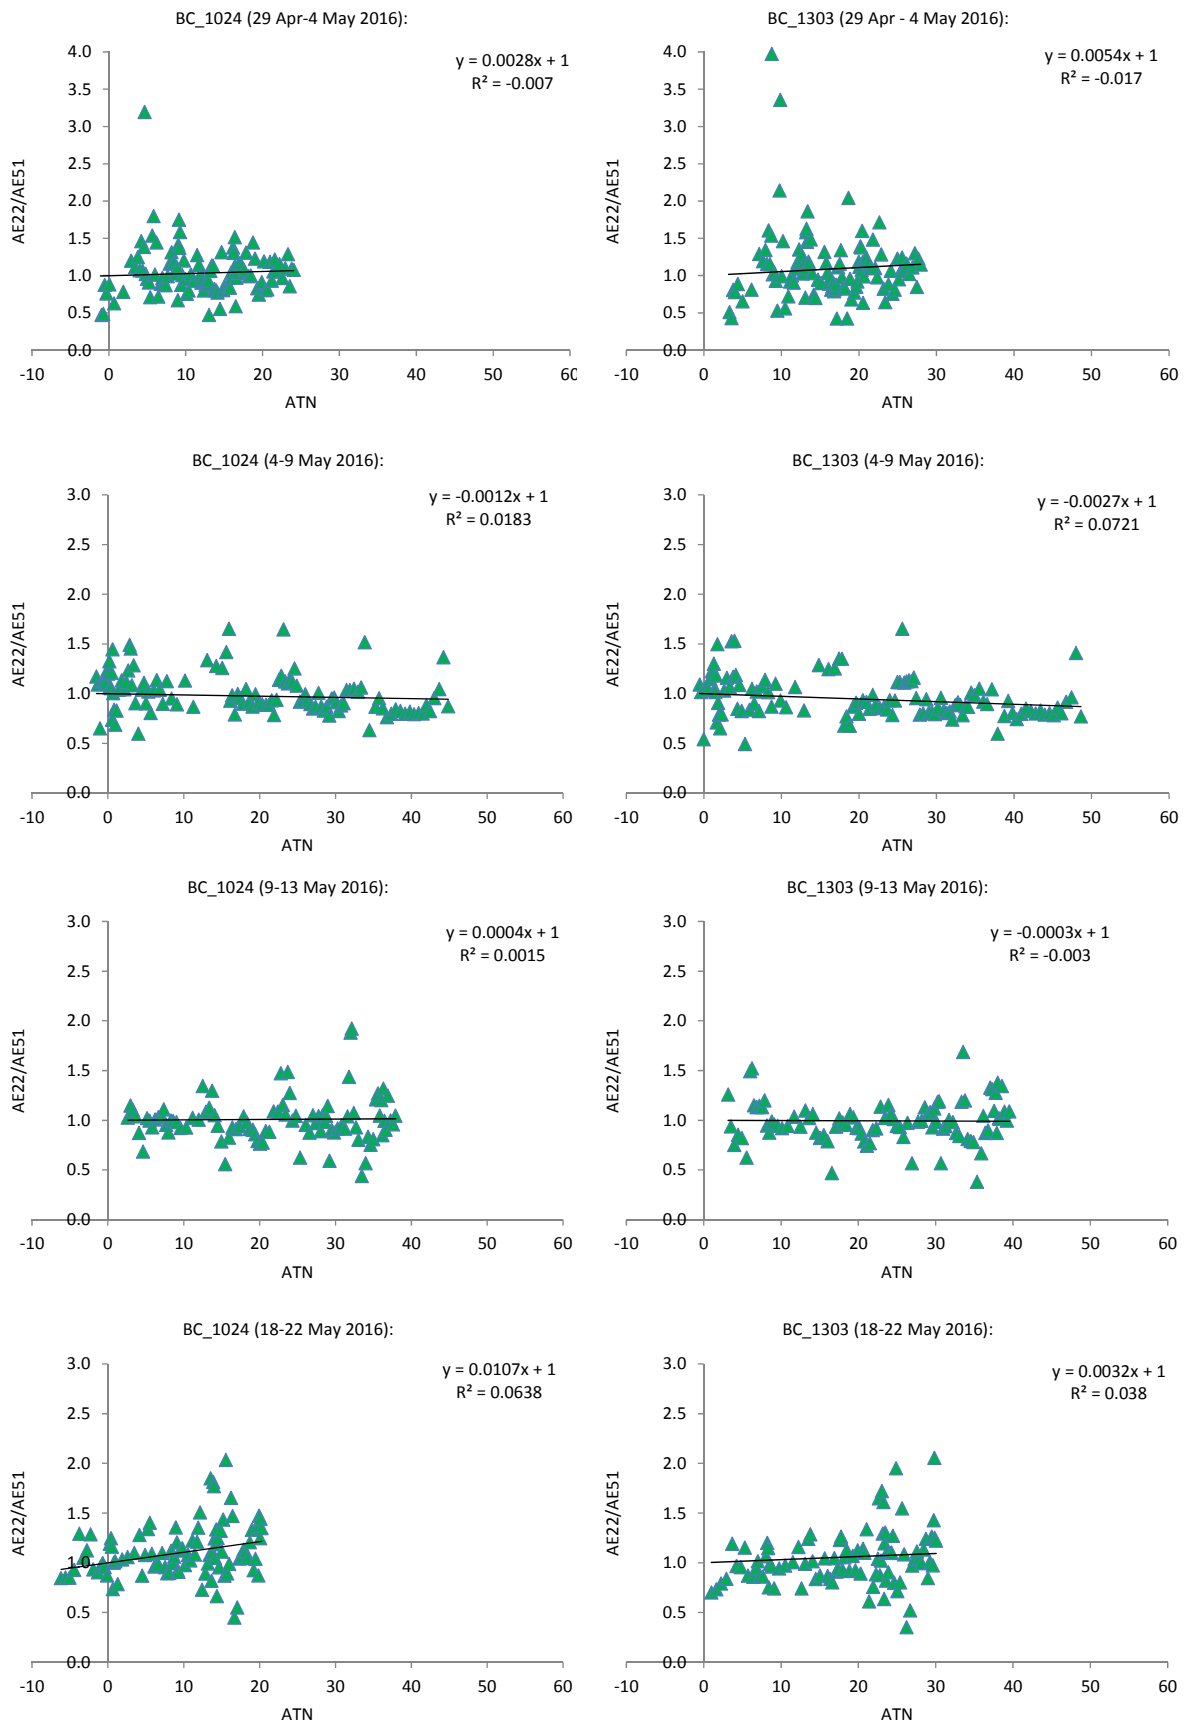 BC_1024 (29 Apr-4 May 2016):
y = 0.0028x + 1
R² = -0.007
4.0
3.5
3.0
2.5
2.0
1.5
1.0
0.5
0.0
AE22/AE51
-10 0 10 20 30 40 50 60
ATN
BC_1303 (29 Apr - 4 May 2016):
y = 0.0054x + 1
R² = -0.017
4.0
3.5
3.0
2.5
2.0
1.5
1.0
0.5
0.0
AE22/AE51
-10 0 10 20 30 40 50 60
ATN
BC_1024 (4-9 May 2016):
y = -0.0012x + 1
R² = 0.0183
3.0
2.5
2.0
1.5
1.0
0.5
0.0
AE22/AE51
-10 0 10 20 30 40 50 60
ATN
BC_1303 (4-9 May 2016):
y = -0.0027x + 1
R² = 0.0721
3.0
2.5
2.0
1.5
1.0
0.5
0.0
AE22/AE51
-10 0 10 20 30 40 50 60
ATN
BC_1024 (9-13 May 2016):
y = 0.0004x + 1
R² = 0.0015
3.0
2.5
2.0
1.5
1.0
0.5
0.0
AE22/AE51
-10 0 10 20 30 40 50 60
ATN
BC_1303 (9-13 May 2016):
y = -0.0003x + 1
R² = -0.003
3.0
2.5
2.0
1.5
1.0
0.5
0.0
AE22/AE51
-10 0 10 20 30 40 50 60
ATN
BC_1024 (18-22 May 2016):
y = 0.0107x + 1
R² = 0.0638
3.0
2.5
2.0
1.5
1.0
0.5
0.0
AE22/AE51
-10 0 10 20 30 40 50 60
ATN
BC_1303 (18-22 May 2016):
y = 0.0032x + 1
R² = 0.038
3.0
2.5
2.0
1.5
1.0
0.5
0.0
AE22/AE51
-10 0 10 20 30 40 50 60
ATN